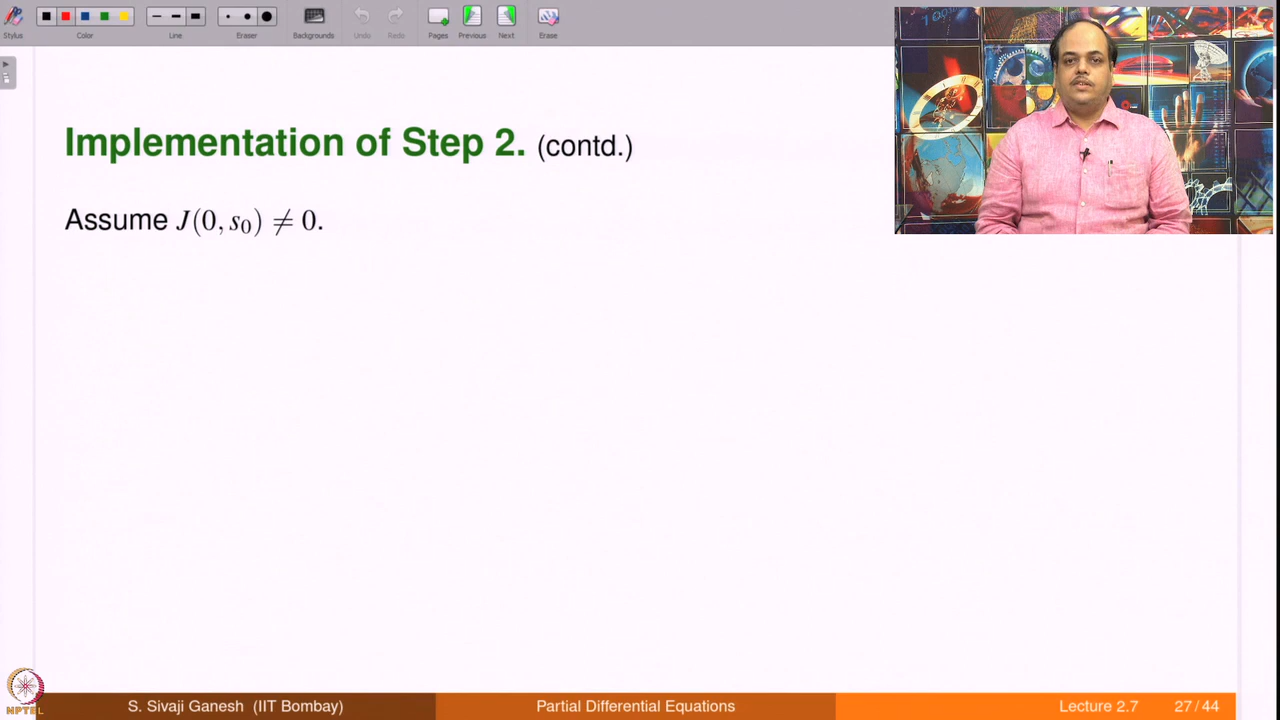 Stylus
Color
Line
Eraser
Backgrounds
Undo
Redo
Pages
Previous
Next
Erase
Implementation of Step 2. (contd.)
Assume J(0, s₀) ≠ 0.
NPTEL
S. Sivaji Ganesh (IIT Bombay)
Partial Differential Equations
Lecture 2.7
27/44